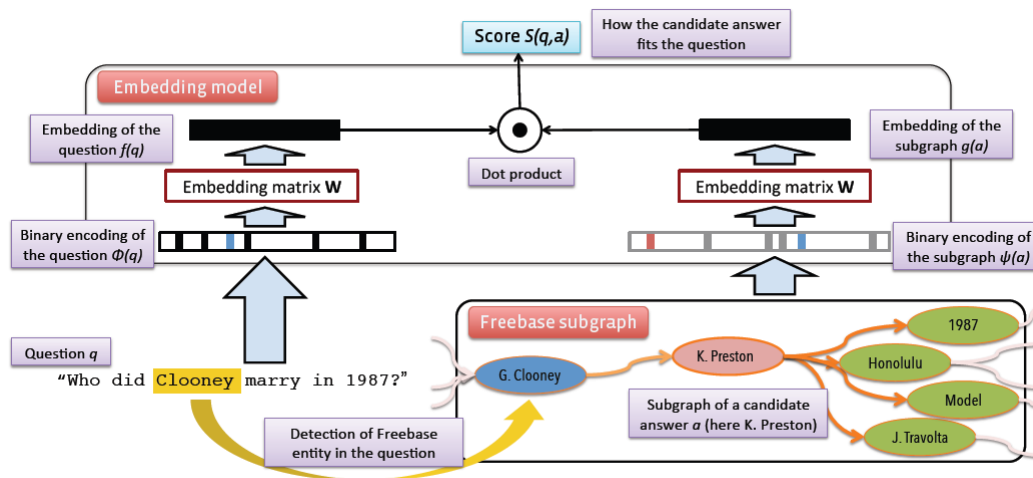 Score S(q,a)
How the candidate answer
fits the question
Embedding model
Embedding of the
question f(q)
Embedding of the
subgraph g(a)
Dot product
Embedding matrix W
Embedding matrix W
Binary encoding of
the question Φ(q)
Binary encoding of
the subgraph ψ(a)
Question q
“Who did Clooney marry in 1987?”
Detection of Freebase
entity in the question
Freebase subgraph
G. Clooney
K. Preston
1987
Honolulu
Model
J. Travolta
Subgraph of a candidate
answer a (here K. Preston)